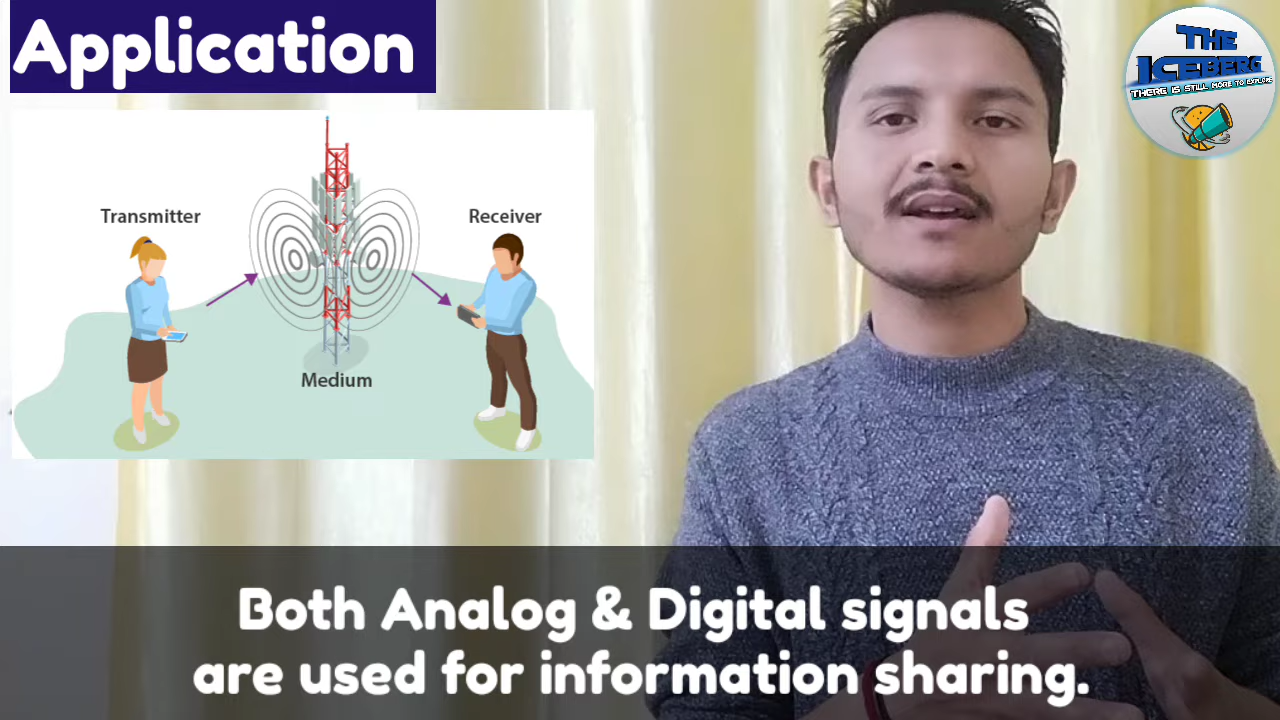 Application
THE
ICEBERG
THERE IS STILL MORE TO EXPLORE
Transmitter
Receiver
Medium
Both Analog & Digital signals
are used for information sharing.